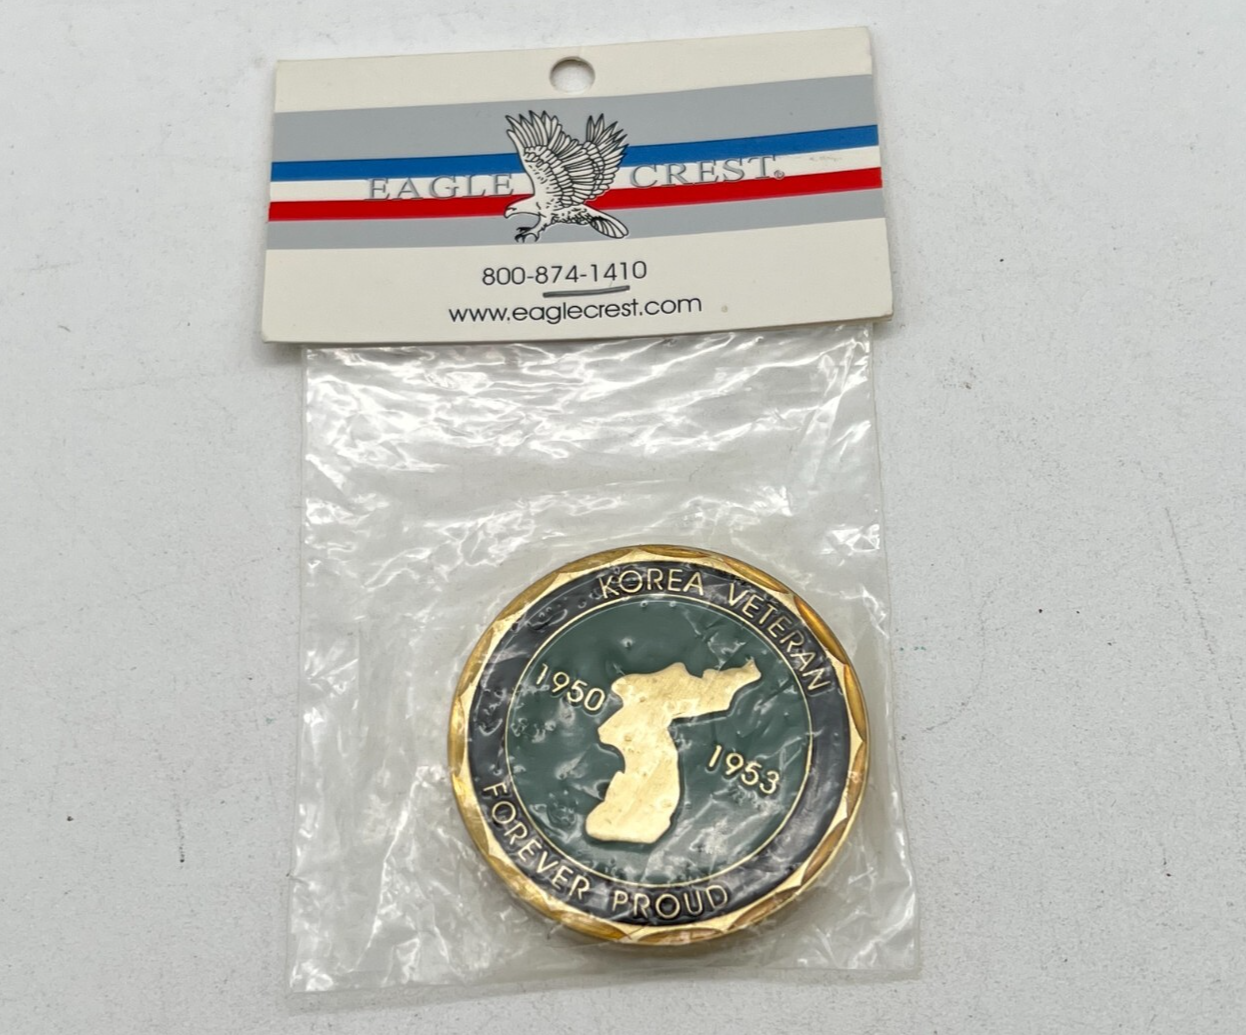 EAGLE CREST®
800-874-1410
www.eaglecrest.com
KOREA VETERAN
1950
1953
FOREVER PROUD